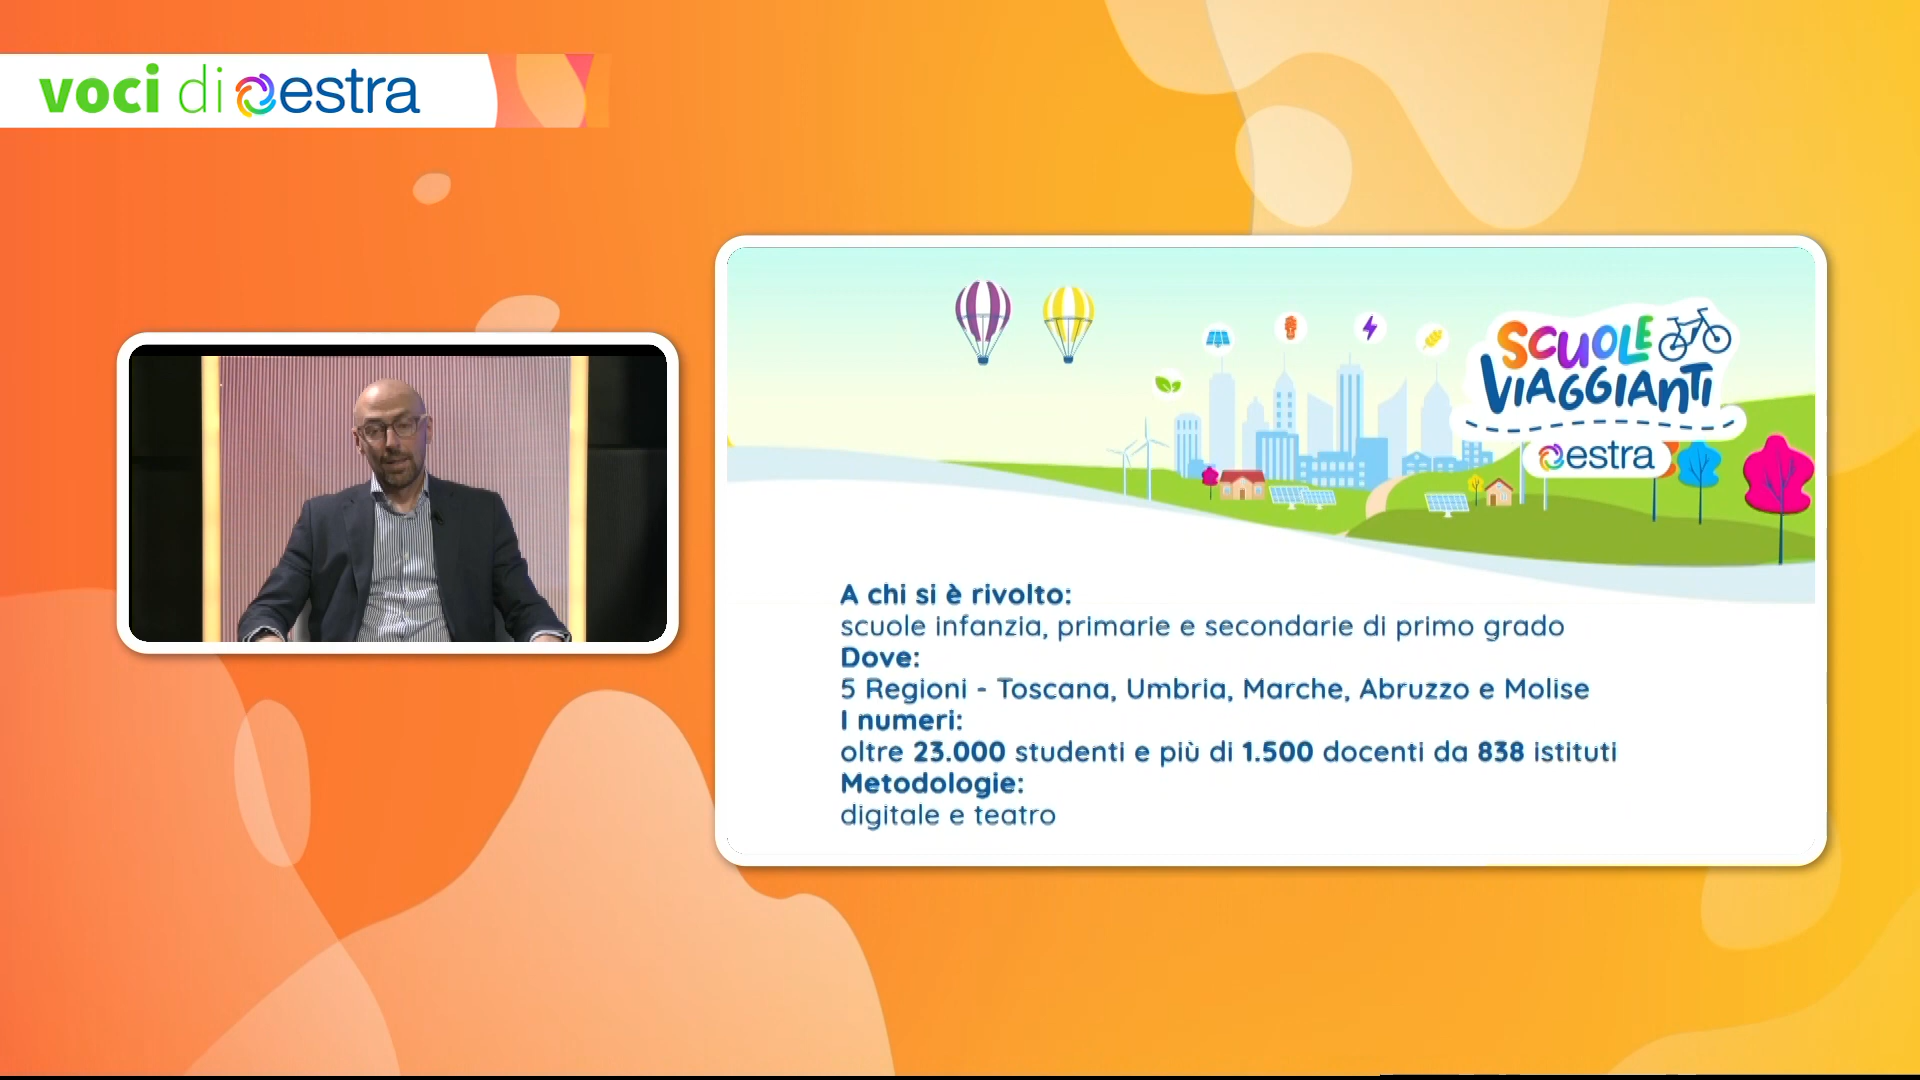 voci di estra
SCUOLE
VIAGGIANTI
estra
A chi si è rivolto:
scuole infanzia, primarie e secondarie di primo grado
Dove:
5 Regioni - Toscana, Umbria, Marche, Abruzzo e Molise
I numeri:
oltre 23.000 studenti e più di 1.500 docenti da 838 istituti
Metodologie:
digitale e teatro